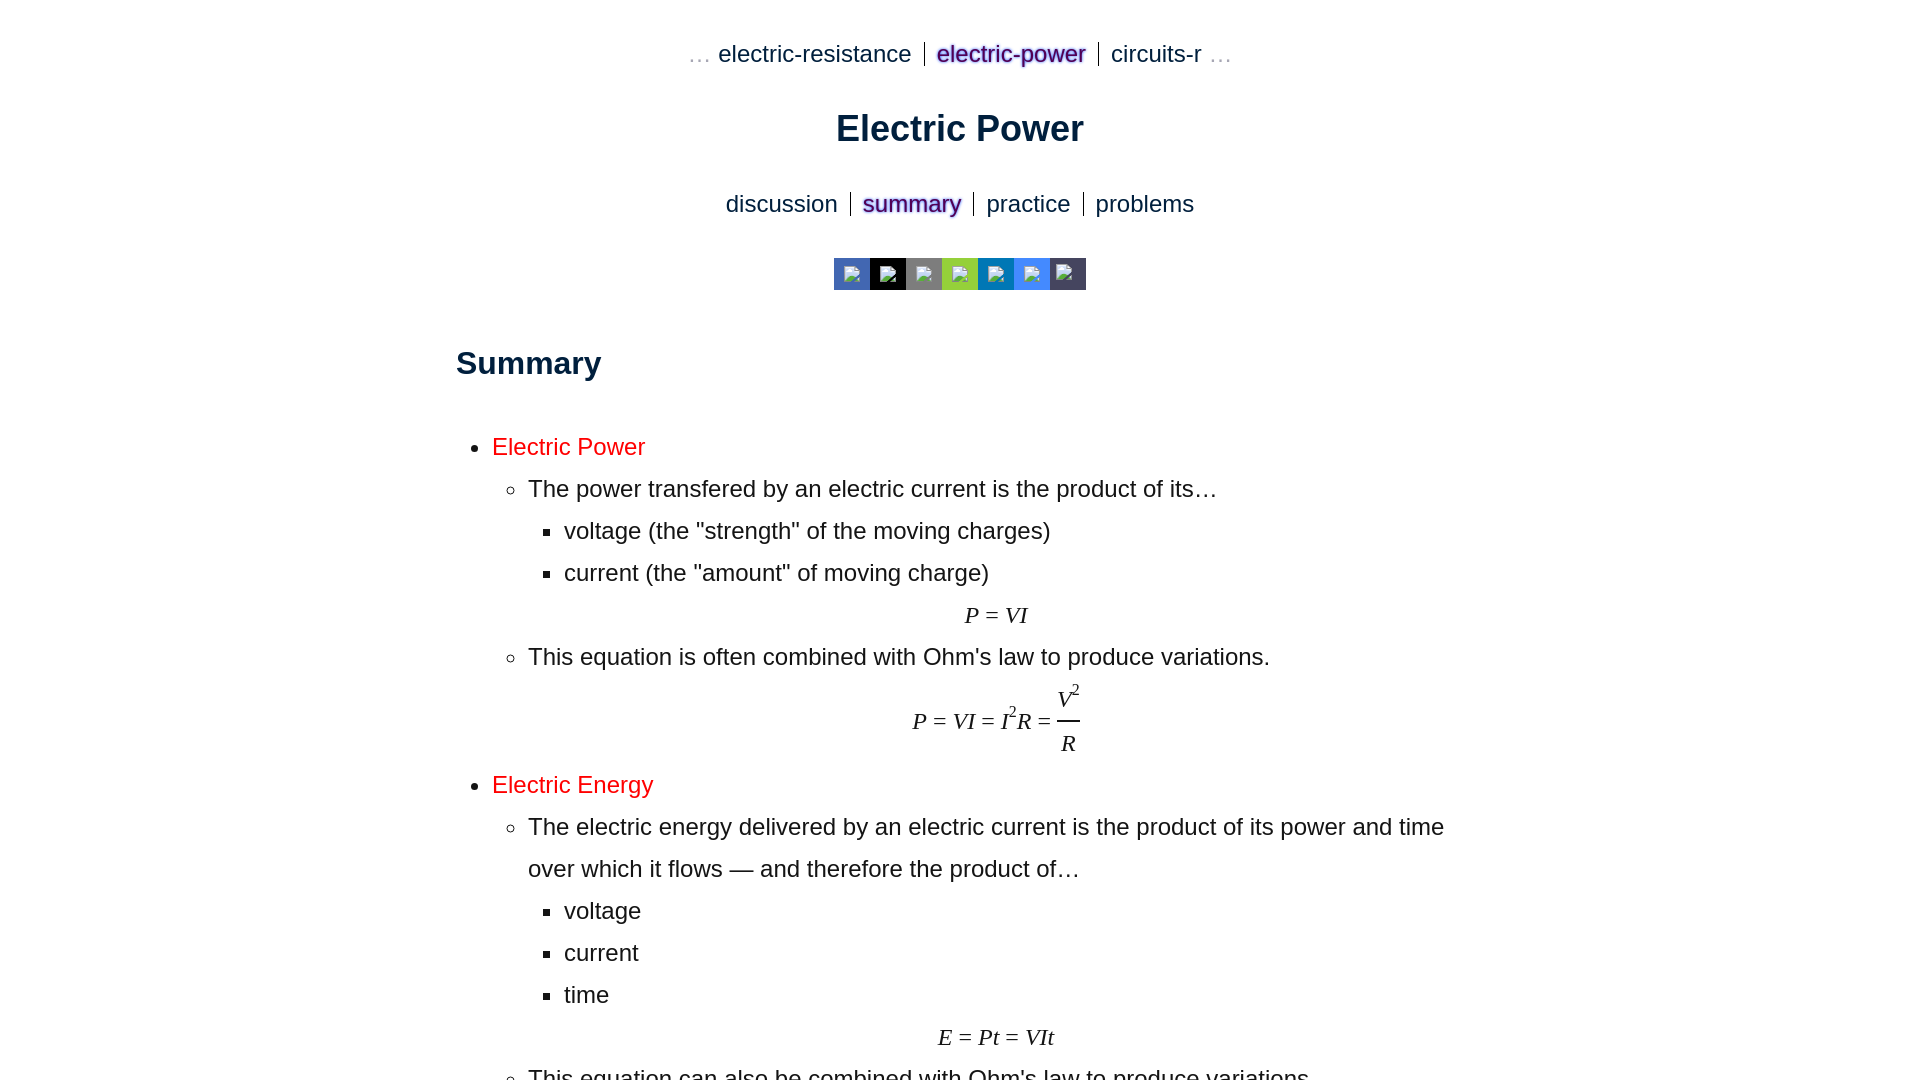 … electric-resistance | electric-power | circuits-r …
Electric Power
discussion | summary | practice | problems
Summary
• Electric Power
◦ The power transfered by an electric current is the product of its…
▪ voltage (the "strength" of the moving charges)
▪ current (the "amount" of moving charge)
P = VI
◦ This equation is often combined with Ohm's law to produce variations.
P = VI = I²R = V²/R
• Electric Energy
◦ The electric energy delivered by an electric current is the product of its power and time
over which it flows — and therefore the product of…
▪ voltage
▪ current
▪ time
E = Pt = VIt
◦ This equation can also be combined with Ohm's law to produce variations.